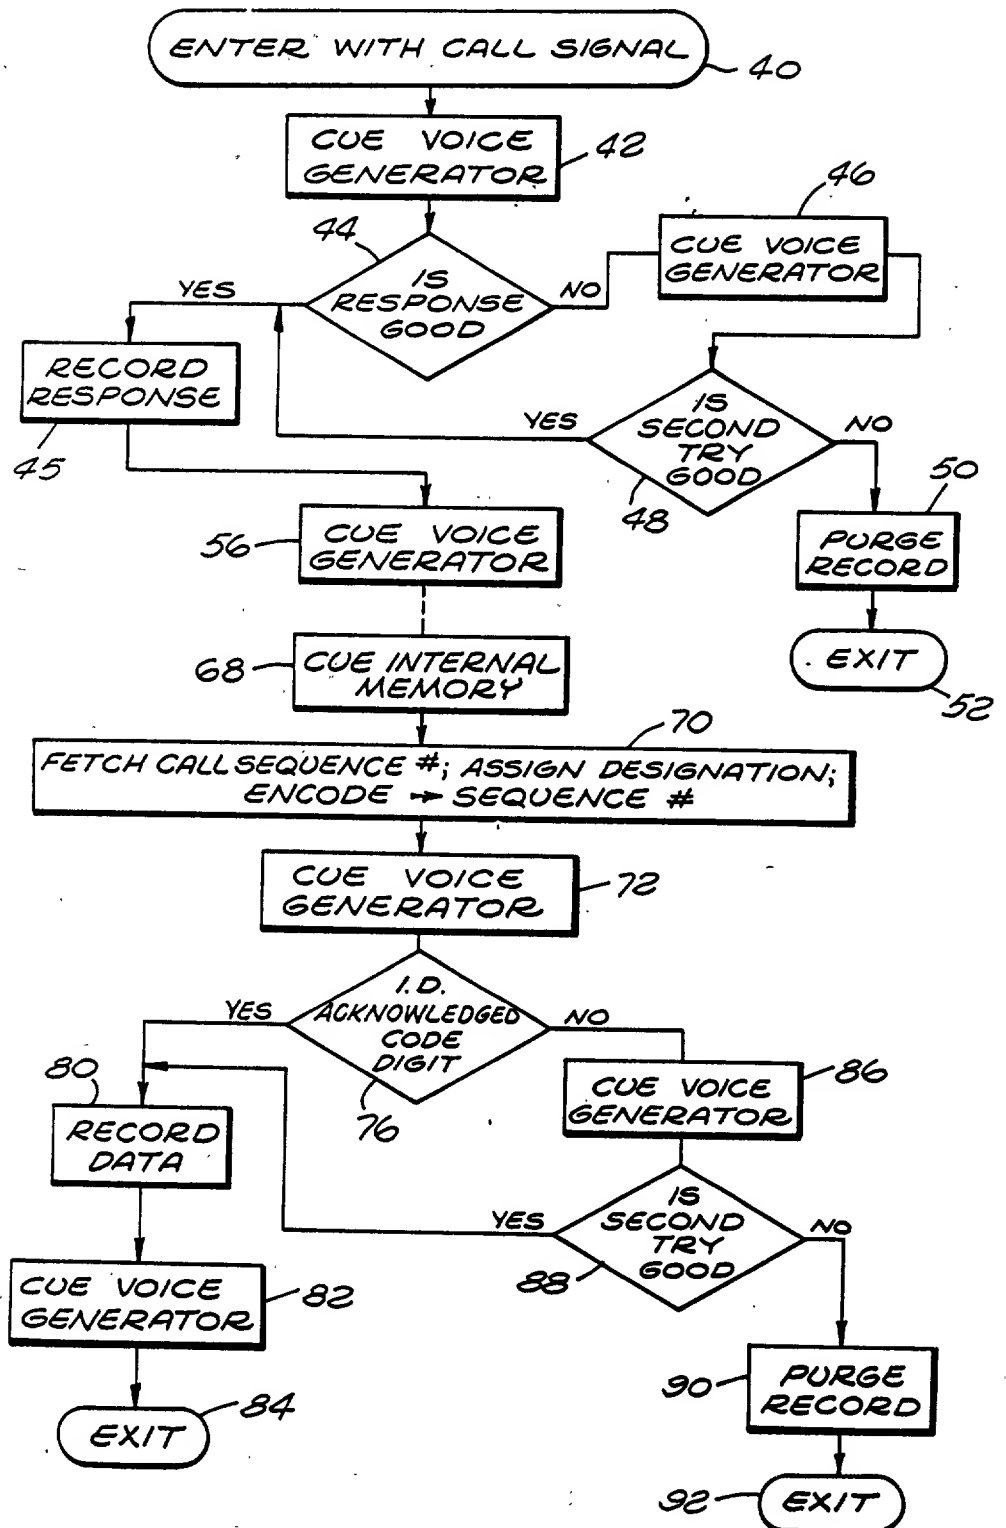 ENTER WITH CALL SIGNAL
40
CUE VOICE
GENERATOR
42
44
IS
RESPONSE
GOOD
YES
NO
46
CUE VOICE
GENERATOR
RECORD
RESPONSE
45
IS
SECOND
TRY
GOOD
YES
NO
48
50
PURGE
RECORD
EXIT
52
56
CUE VOICE
GENERATOR
68
CUE INTERNAL
MEMORY
70
FETCH CALL SEQUENCE #; ASSIGN DESIGNATION;
ENCODE → SEQUENCE #
CUE VOICE
GENERATOR
72
I.D.
ACKNOWLEDGED
CODE
DIGIT
YES
NO
76
80
RECORD
DATA
86
CUE VOICE
GENERATOR
IS
SECOND
TRY
GOOD
YES
NO
88
CUE VOICE
GENERATOR
82
EXIT
84
90
PURGE
RECORD
92
EXIT